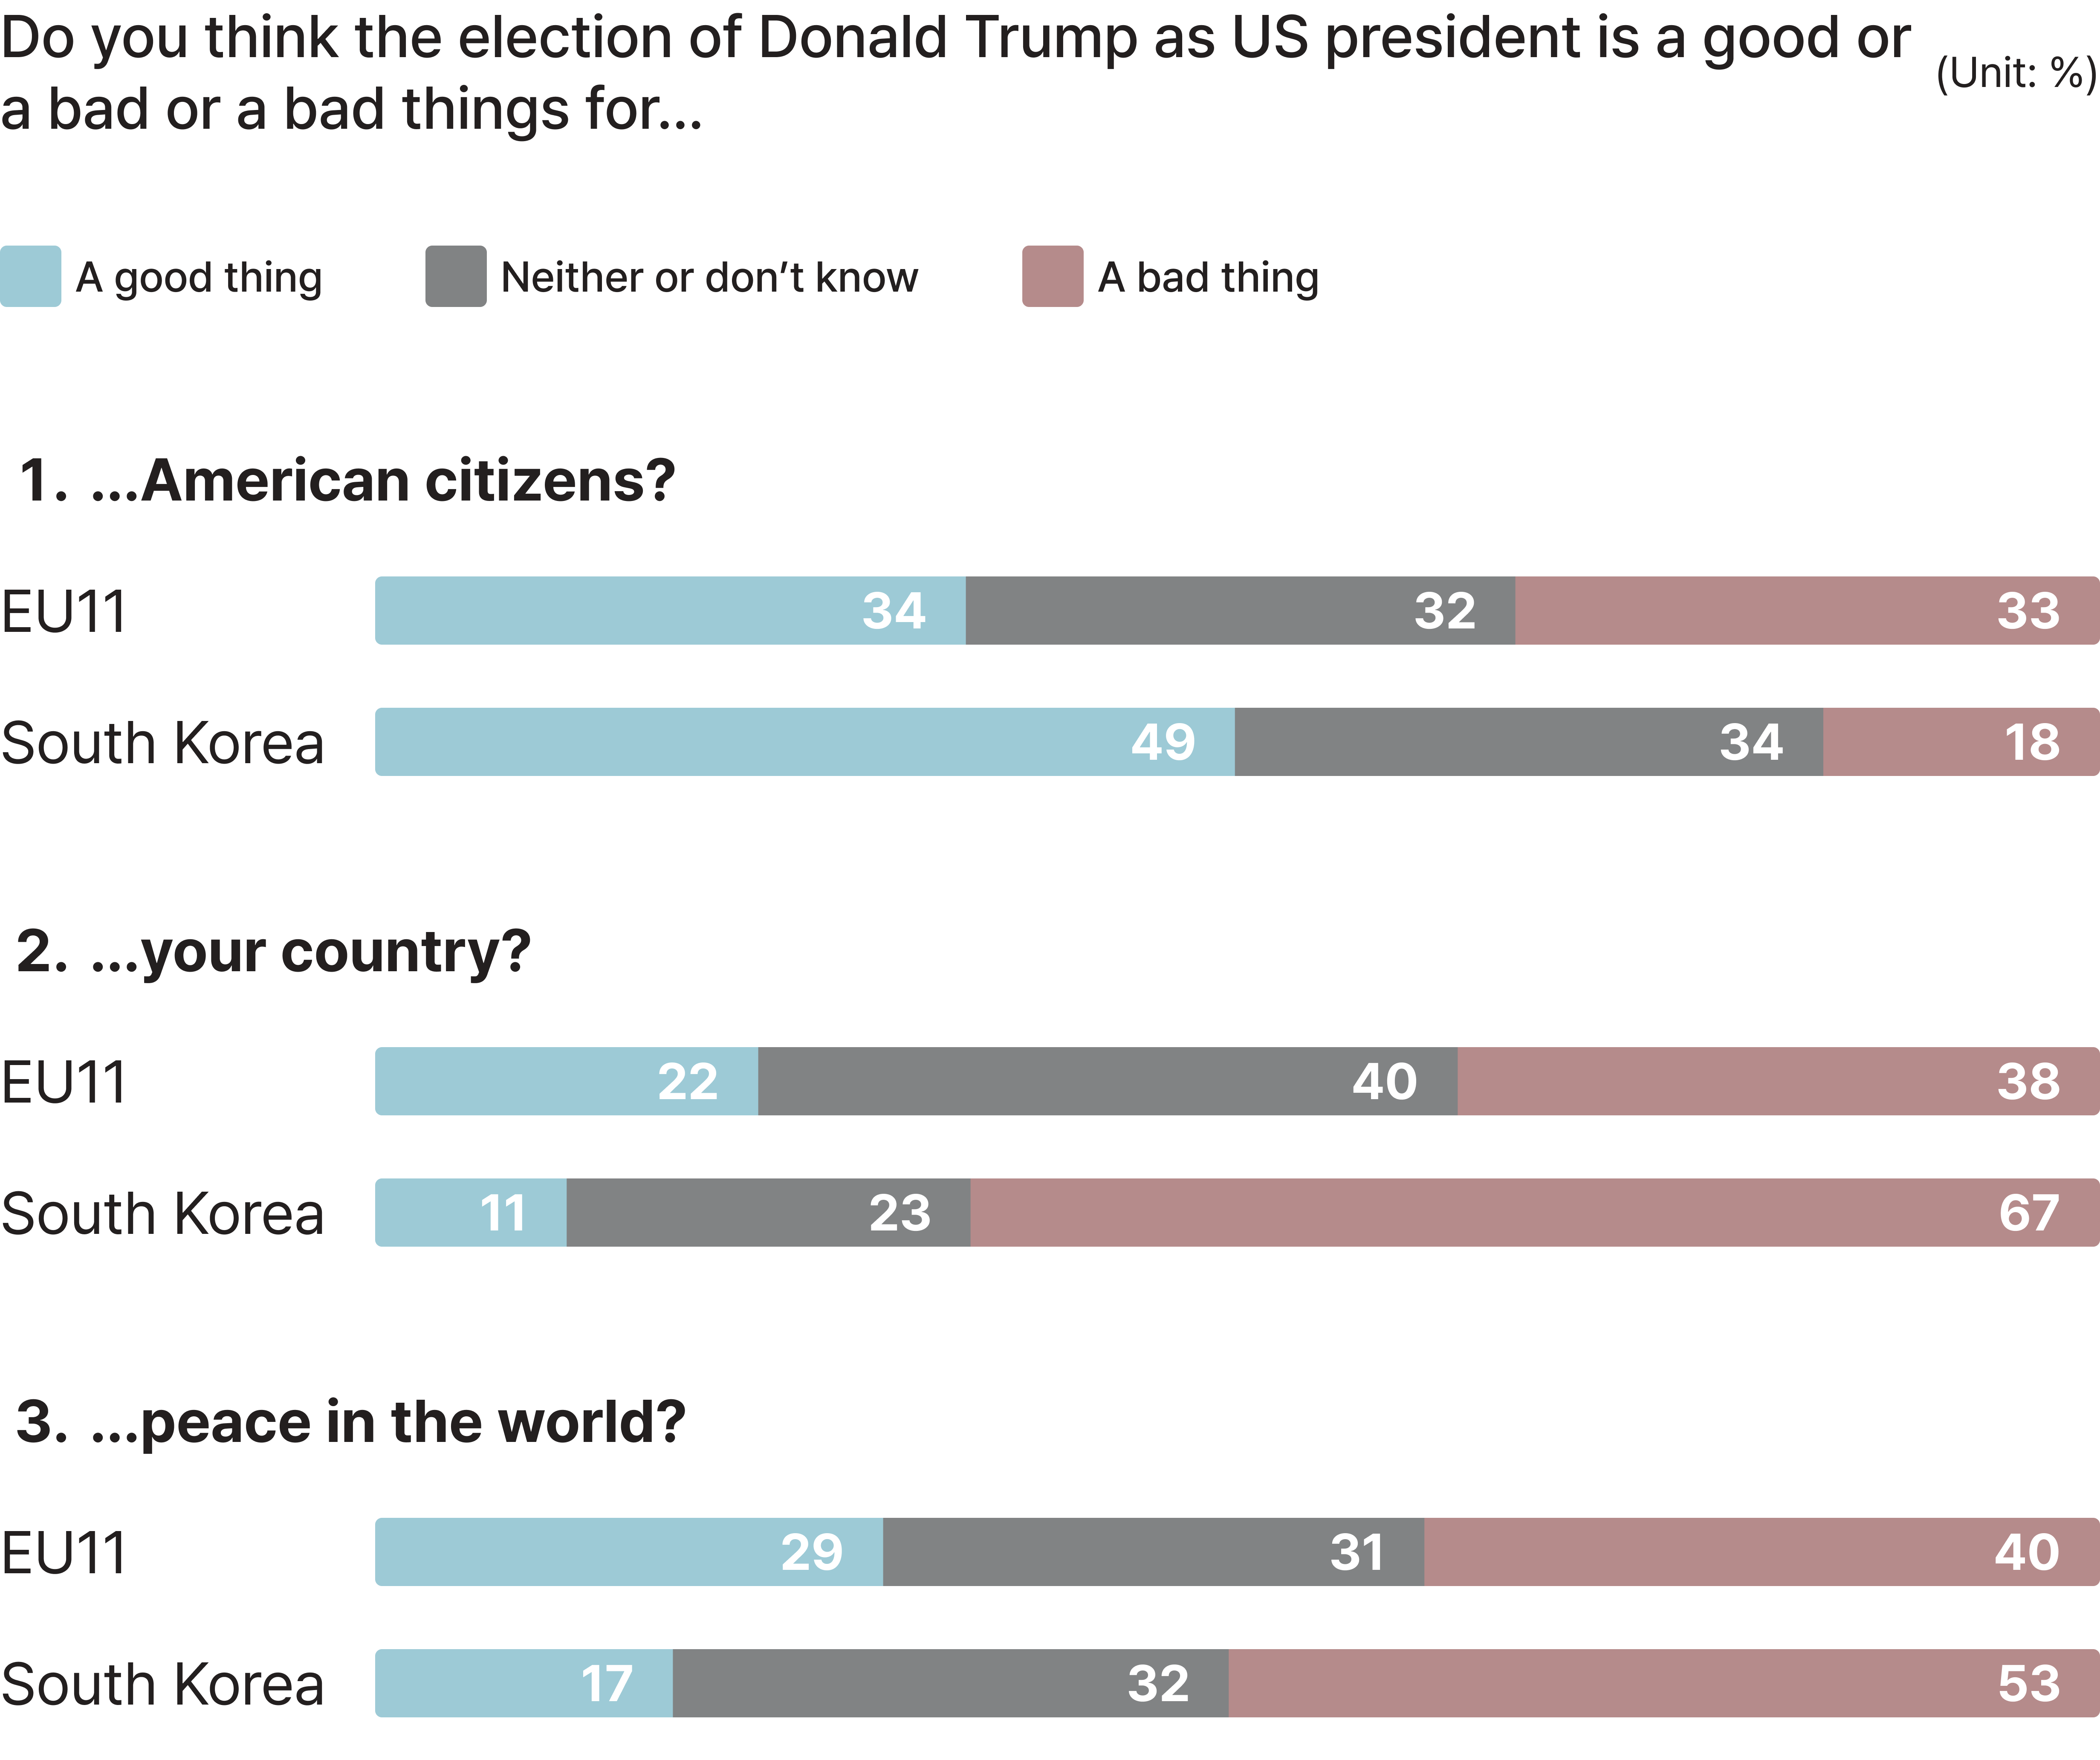 Do you think the election of Donald Trump as US president is a good or
a bad or a bad things for...
(Unit: %)
A good thing
Neither or don’t know
A bad thing
1. ...American citizens?
EU11 34 32 33
South Korea 49 34 18
2. ...your country?
EU11 22 40 38
South Korea 11 23 67
3. ...peace in the world?
EU11 29 31 40
South Korea 17 32 53